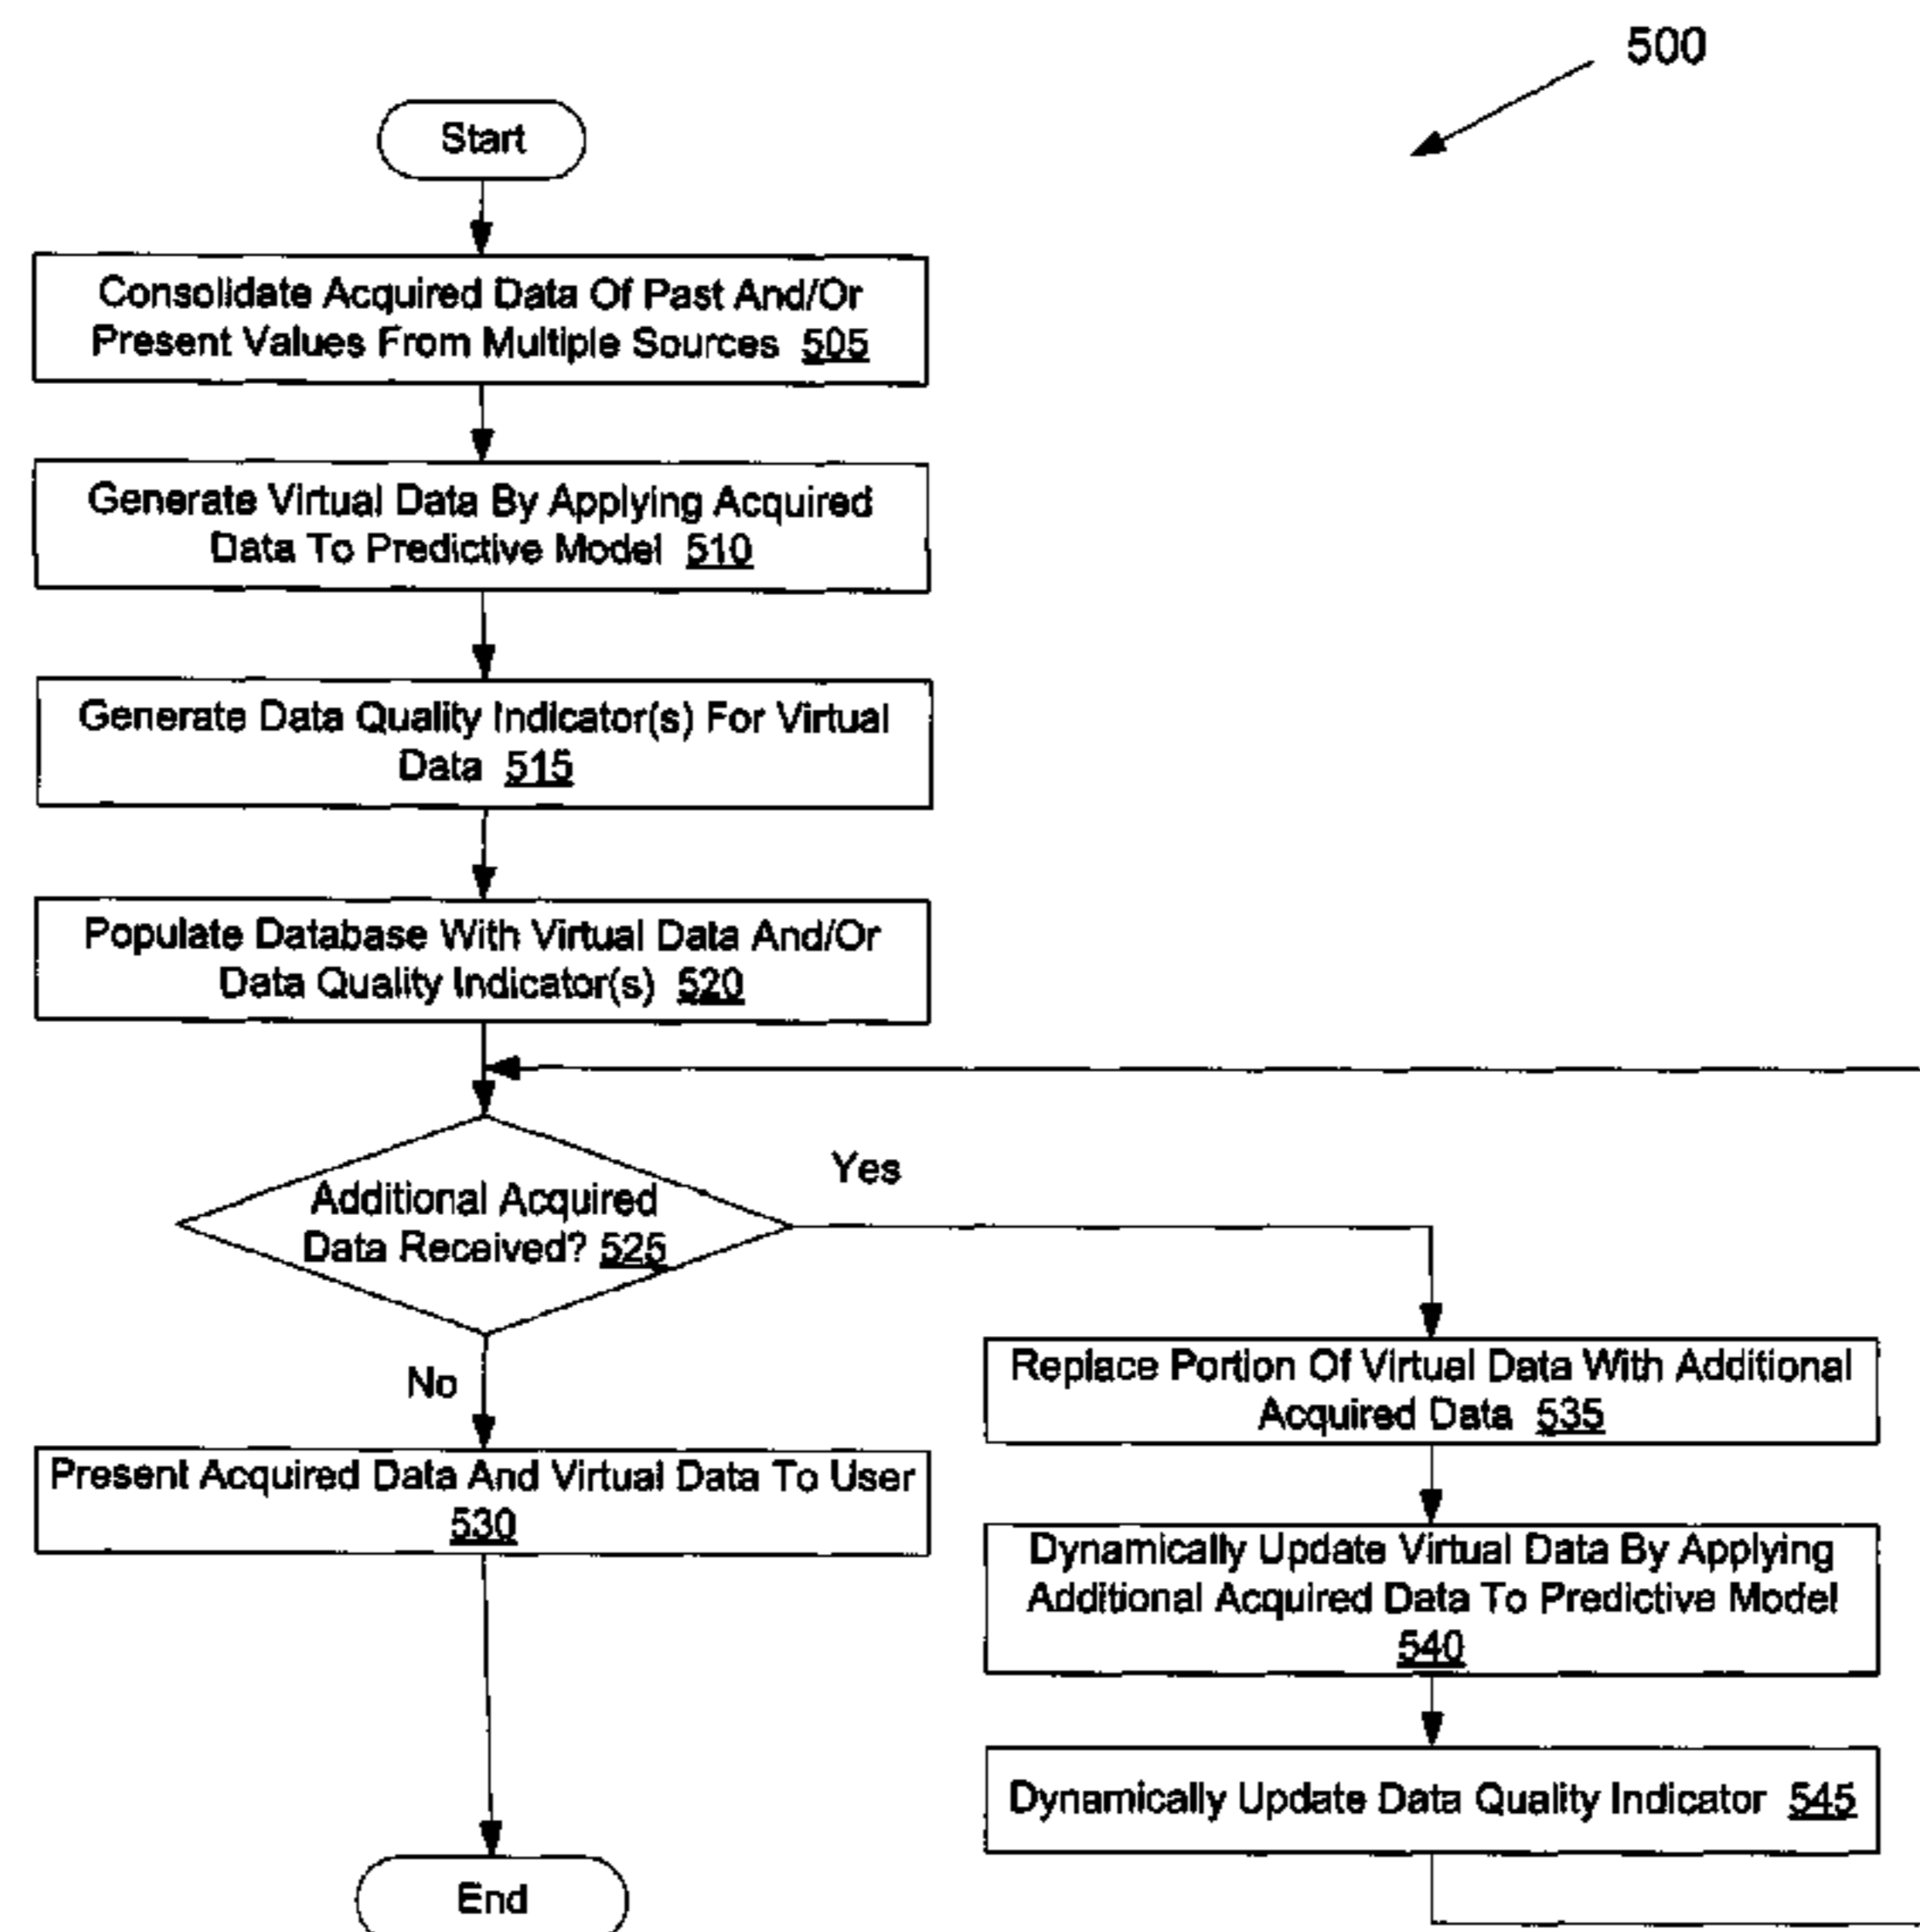 500
Start
Consolidate Acquired Data Of Past And/Or
Present Values From Multiple Sources 505
Generate Virtual Data By Applying Acquired
Data To Predictive Model 510
Generate Data Quality Indicator(s) For Virtual
Data 515
Populate Database With Virtual Data And/Or
Data Quality Indicator(s) 520
Additional Acquired
Data Received? 525
Yes
No
Present Acquired Data And Virtual Data To User
530
End
Replace Portion Of Virtual Data With Additional
Acquired Data 535
Dynamically Update Virtual Data By Applying
Additional Acquired Data To Predictive Model
540
Dynamically Update Data Quality Indicator 545